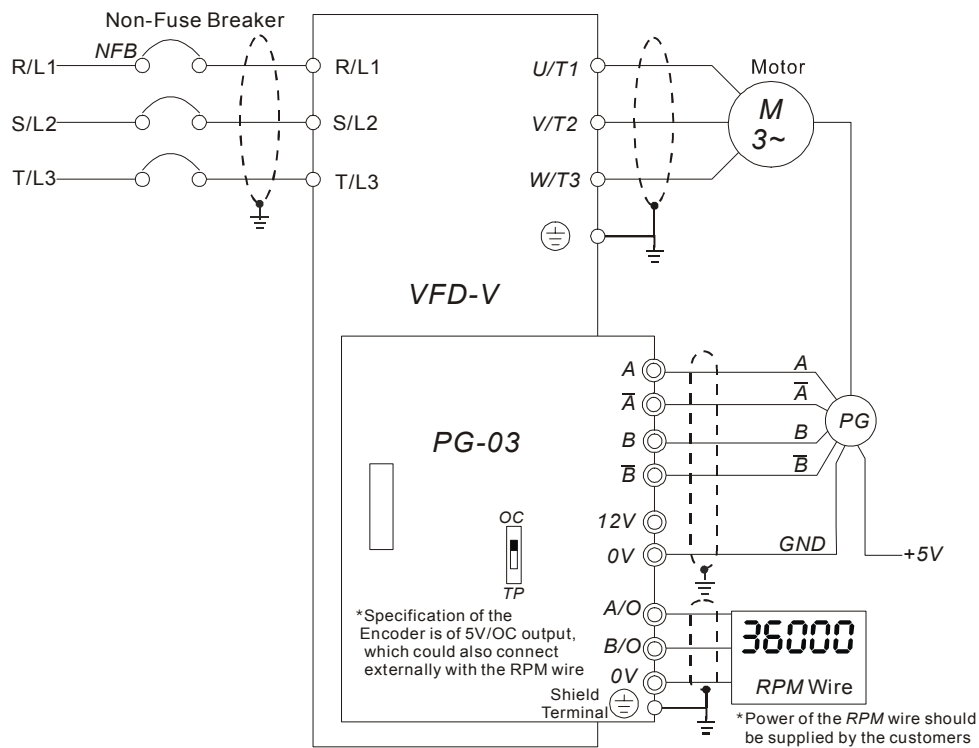 Non-Fuse Breaker
NFB
R/L1
R/L1
U/T1
Motor
S/L2
S/L2
V/T2
M
3~
T/L3
T/L3
W/T3
VFD-V
A
A
A̅
A̅
PG-03
B
B
PG
B̅
B̅
OC
12V
0V
GND
+5V
TP
*Specification of the
Encoder is of 5V/OC output,
which could also connect
externally with the RPM wire
A/O
B/O
0V
36000
RPM Wire
Shield
Terminal
*Power of the RPM wire should
be supplied by the customers